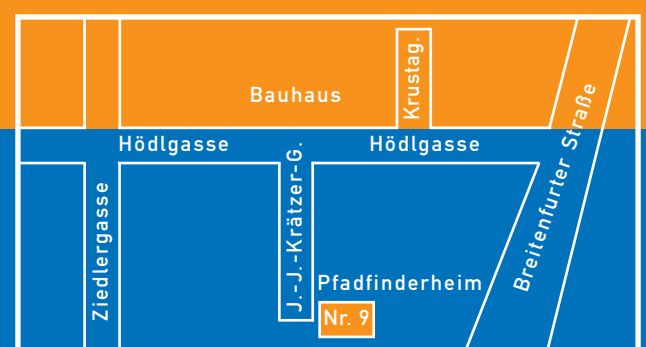 Krustag.
Bauhaus
Breitenfurter Straße
Hödlgasse
Hödlgasse
J.-J.-Krätzer-G.
Ziedlergasse
Pfadfinderheim
Nr. 9